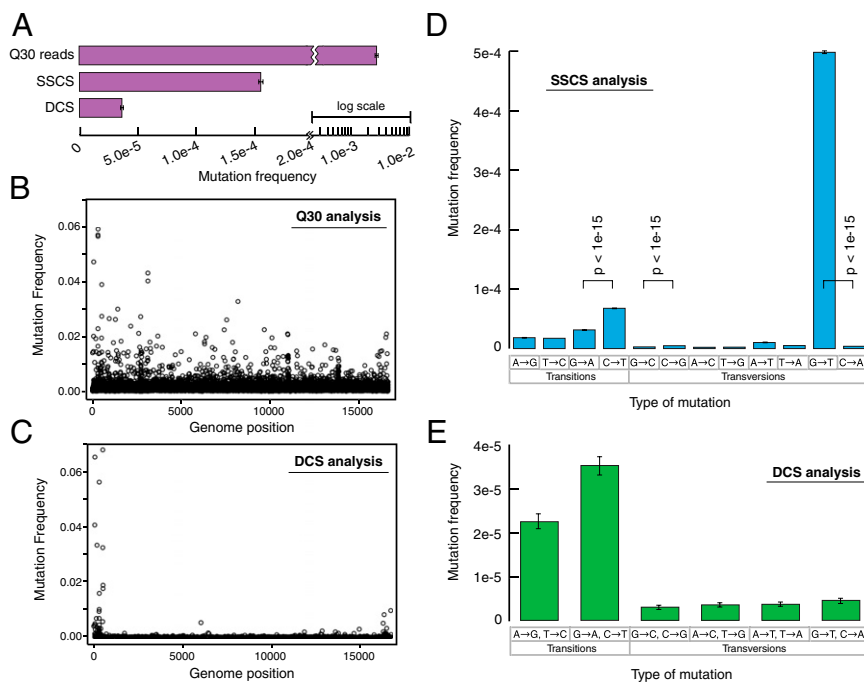 A
Q30 reads
SSCS
DCS
log scale
0
5.0e-5
1.0e-4
1.5e-4
2.0e-4
1.0e-3
1.0e-2
Mutation frequency
B
Q30 analysis
Mutation Frequency
0.06
0.04
0.02
0.00
0
5000
10000
15000
Genome position
C
DCS analysis
Mutation Frequency
0.06
0.04
0.02
0.00
0
5000
10000
15000
Genome position
D
SSCS analysis
Mutation frequency
5e-4
4e-4
3e-4
2e-4
1e-4
0
p < 1e-15
p < 1e-15
p < 1e-15
A→G T→C G→A C→T G→C C→G A→C T→G A→T T→A G→T C→A
Transitions Transversions
Type of mutation
E
DCS analysis
Mutation frequency
4e-5
3e-5
2e-5
1e-5
0
A→G, T→C G→A, C→T G→C, C→G A→C, T→G A→T, T→A G→T, C→A
Transitions Transversions
Type of mutation